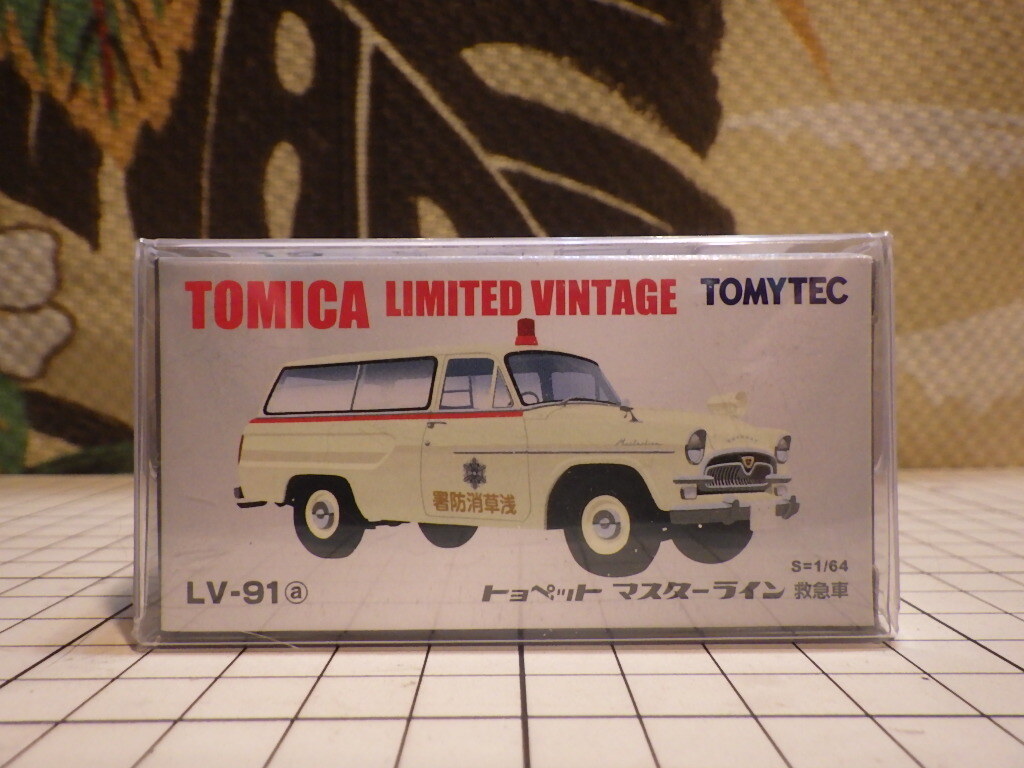 TOMICA LIMITED VINTAGE TOMYTEC
Masterline
署防消草浅
S=1/64
LV-91ⓐ トヨペット マスターライン 救急車